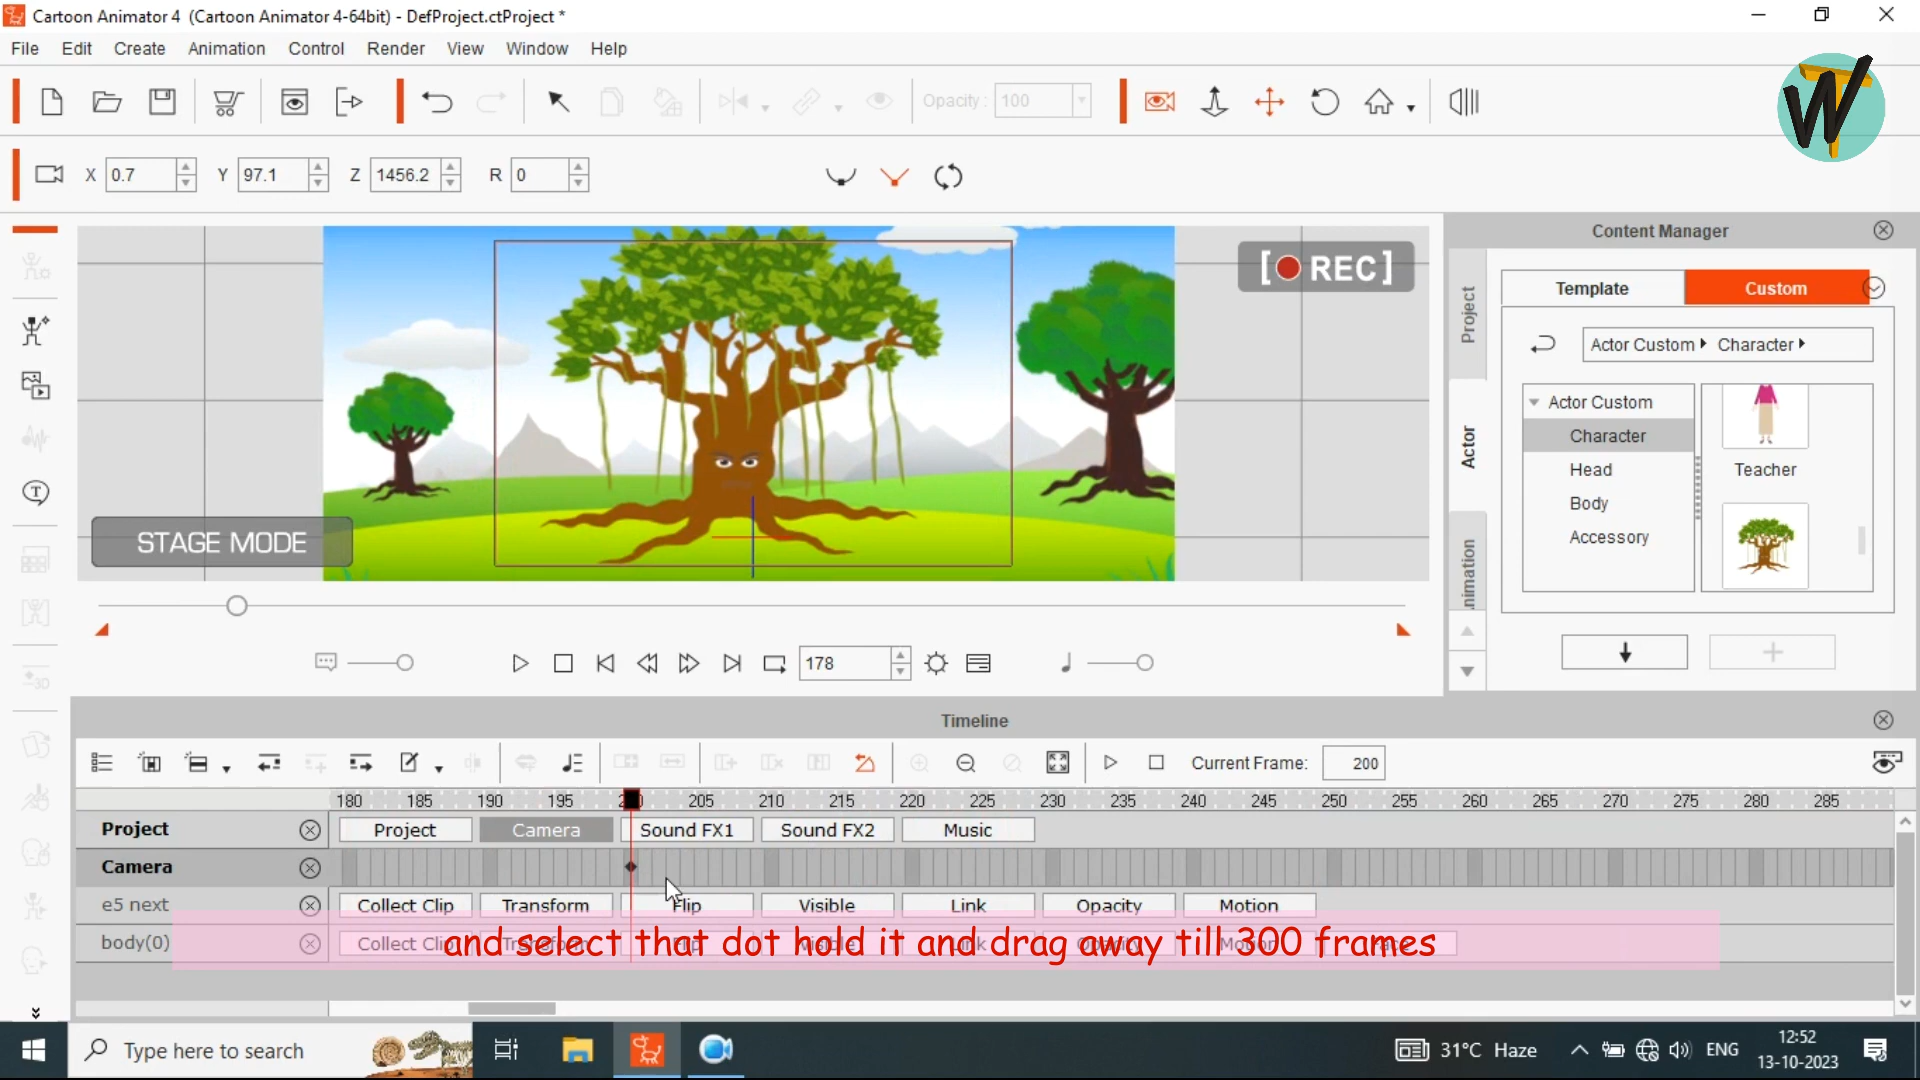 Cartoon Animator 4 (Cartoon Animator 4-64bit) - DefProject.ctProject *
File Edit Create Animation Control Render View Window Help
Opacity : 100
WT
X 0.7 Y 97.1 Z 1456.2 R 0
Content Manager
[ REC ]
Template Custom
Project
Actor Custom Character
Actor Custom
Character
Head
Body
Accessory
Teacher
Actor
STAGE MODE
178
Timeline
Current Frame: 200
180 185 190 195 205 210 215 220 225 230 235 240 245 250 255 260 265 270 275 280 285
Project Project Camera Sound FX1 Sound FX2 Music
Camera
e5 next Collect Clip Transform Flip Visible Link Opacity Motion
body(0) Collect Clip
and select that dot hold it and drag away till 300 frames
Type here to search
31°C Haze ENG
12:52
13-10-2023